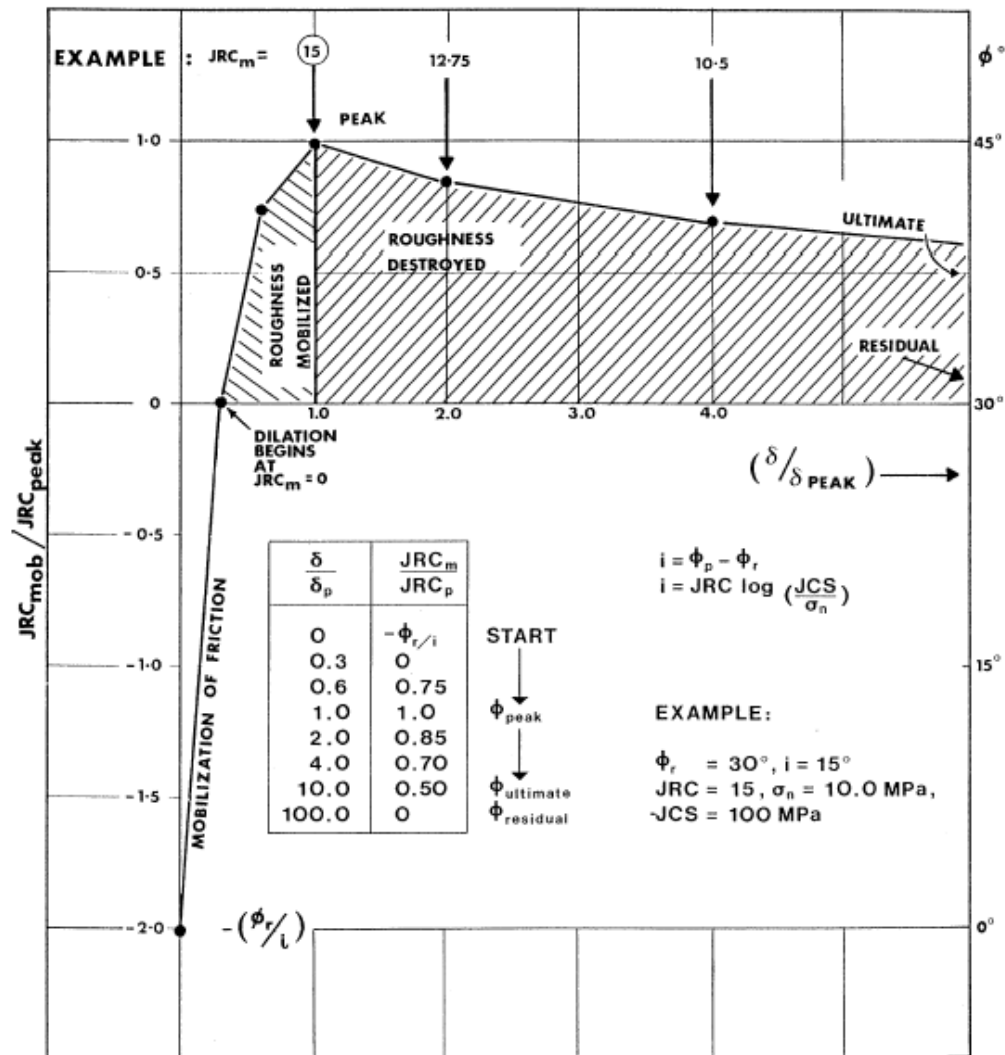 EXAMPLE : JRCm = 15 12·75 10·5 ϕ°
PEAK
1·0 45°
ULTIMATE
ROUGHNESS
DESTROYED
0·5
ROUGHNESS
MOBILIZED
RESIDUAL
0 1.0 2.0 3.0 4.0 30°
DILATION
BEGINS
AT
JRCm = 0
(δ/δ PEAK)
JRCmob / JRCpeak
-0·5
MOBILIZATION OF FRICTION
δ/δp JRCm/JRCp
i = ϕp - ϕr
i = JRC log (JCS/σn)
0 -ϕr/i START
0.3 0
-1·0 15°
0.6 0.75
1.0 1.0 ϕpeak EXAMPLE:
2.0 0.85
4.0 0.70 ϕr = 30°, i = 15°
-1·5
10.0 0.50 ϕultimate JRC = 15, σn = 10.0 MPa,
100.0 0 ϕresidual -JCS = 100 MPa
-2·0 -(ϕr/i) 0°